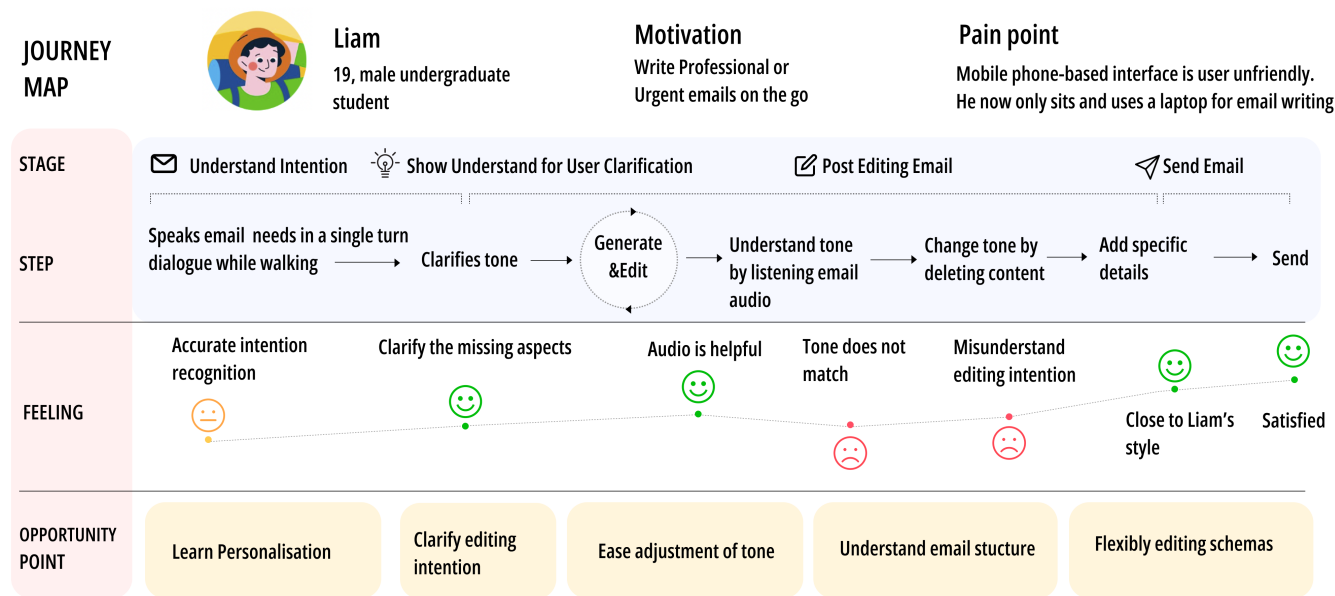 JOURNEY
MAP
Liam
19, male undergraduate
student
Motivation
Write Professional or
Urgent emails on the go
Pain point
Mobile phone-based interface is user unfriendly.
He now only sits and uses a laptop for email writing
STAGE
Understand Intention
Show Understand for User Clarification
Post Editing Email
Send Email
STEP
Speaks email needs in a single turn
dialogue while walking
Clarifies tone
Generate
&Edit
Understand tone
by listening email
audio
Change tone by
deleting content
Add specific
details
Send
FEELING
Accurate intention
recognition
Clarify the missing aspects
Audio is helpful
Tone does not
match
Misunderstand
editing intention
Close to Liam's
style
Satisfied
OPPORTUNITY
POINT
Learn Personalisation
Clarify editing
intention
Ease adjustment of tone
Understand email stucture
Flexibly editing schemas